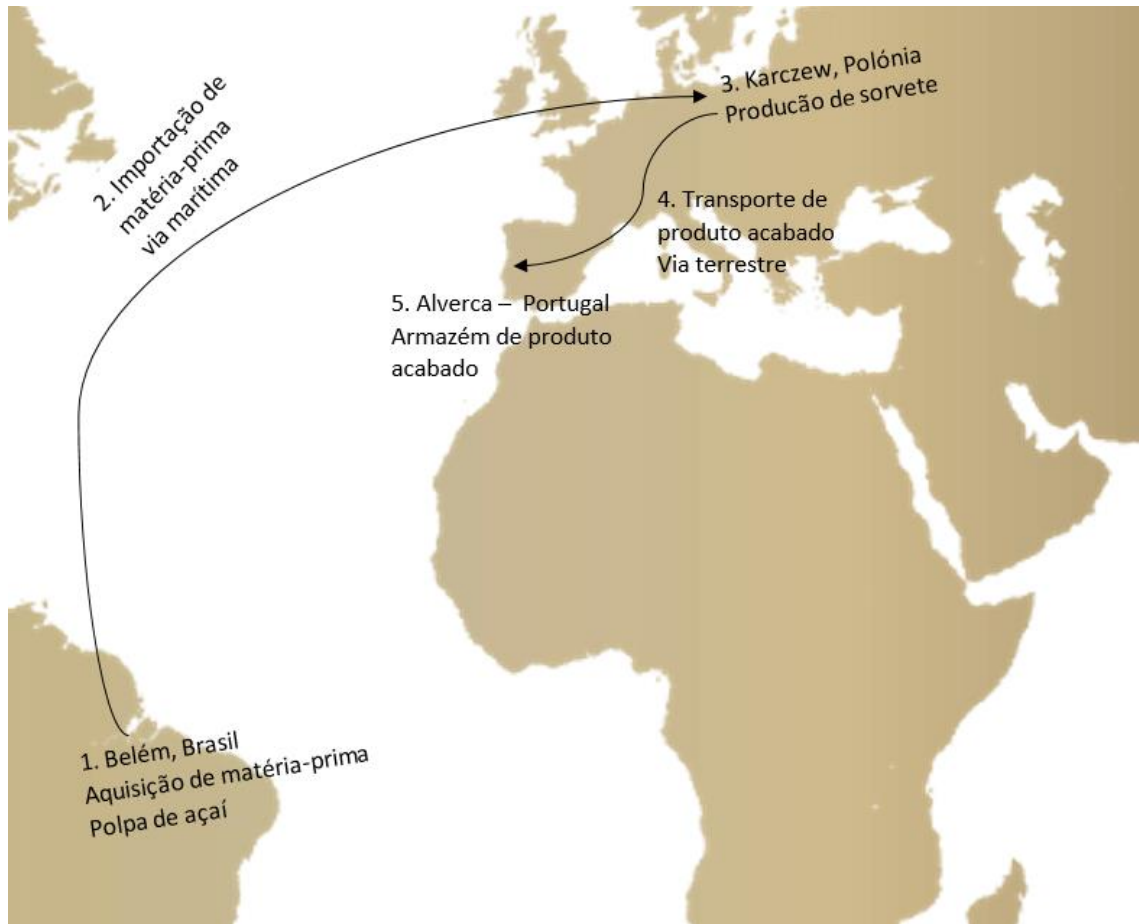 1. Belém, Brasil
Aquisição de matéria-prima
Polpa de açaí
2. Importação de
matéria-prima
via marítima
3. Karczew, Polónia
Producão de sorvete
4. Transporte de
produto acabado
Via terrestre
5. Alverca – Portugal
Armazém de produto
acabado